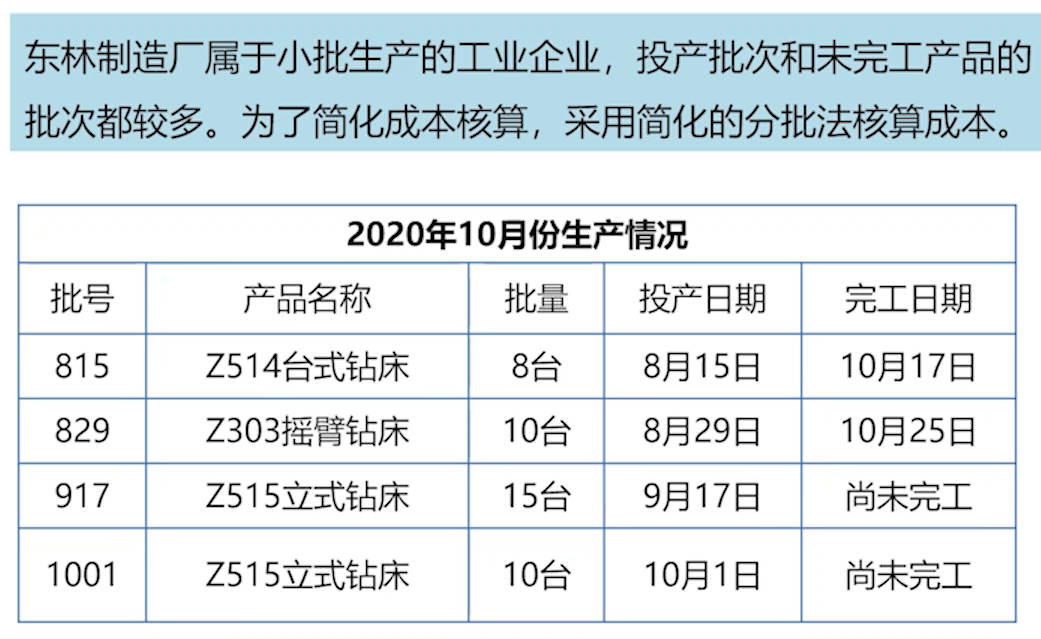 东林制造厂属于小批生产的工业企业，投产批次和未完工产品的
批次都较多。为了简化成本核算，采用简化的分批法核算成本。
2020年10月份生产情况
批号 产品名称 批量 投产日期 完工日期
815 Z514台式钻床 8台 8月15日 10月17日
829 Z303摇臂钻床 10台 8月29日 10月25日
917 Z515立式钻床 15台 9月17日 尚未完工
1001 Z515立式钻床 10台 10月1日 尚未完工